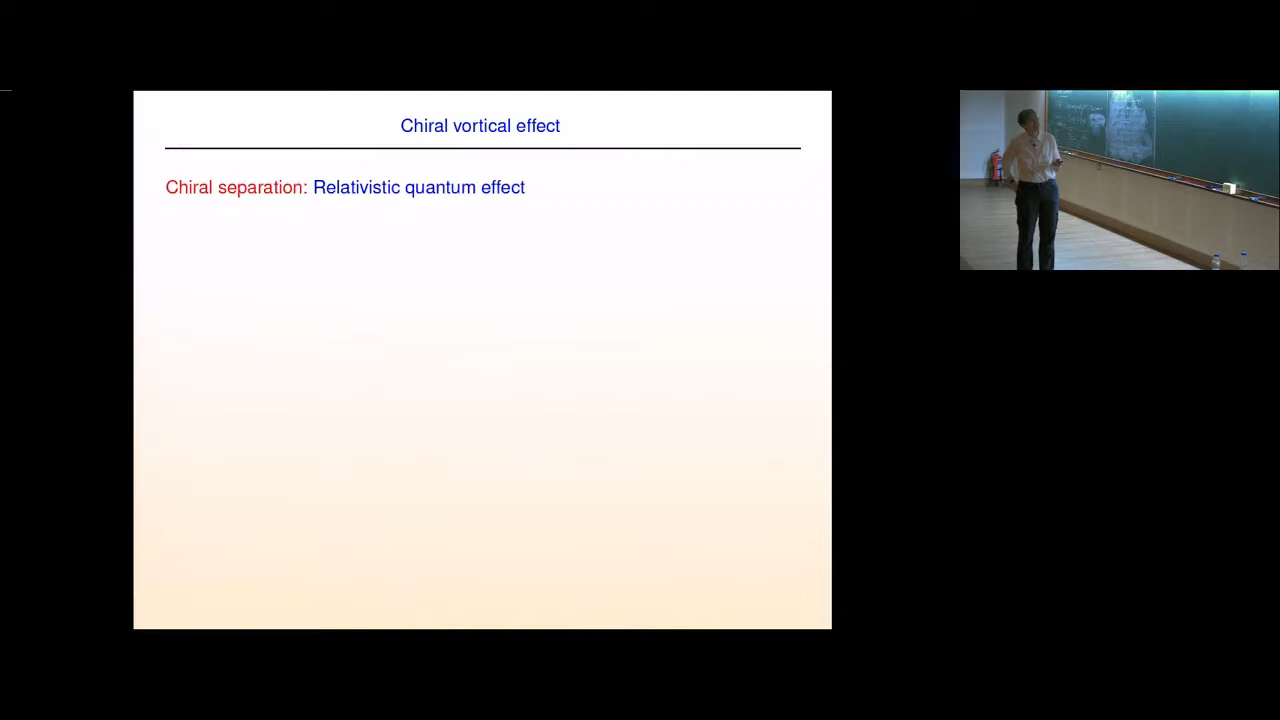 Chiral vortical effect
Chiral separation: Relativistic quantum effect